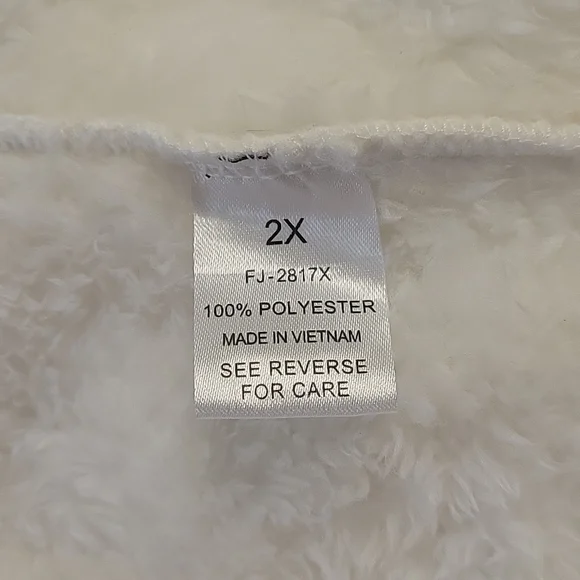 2X
FJ-2817X
100% POLYESTER
MADE IN VIETNAM
SEE REVERSE
FOR CARE